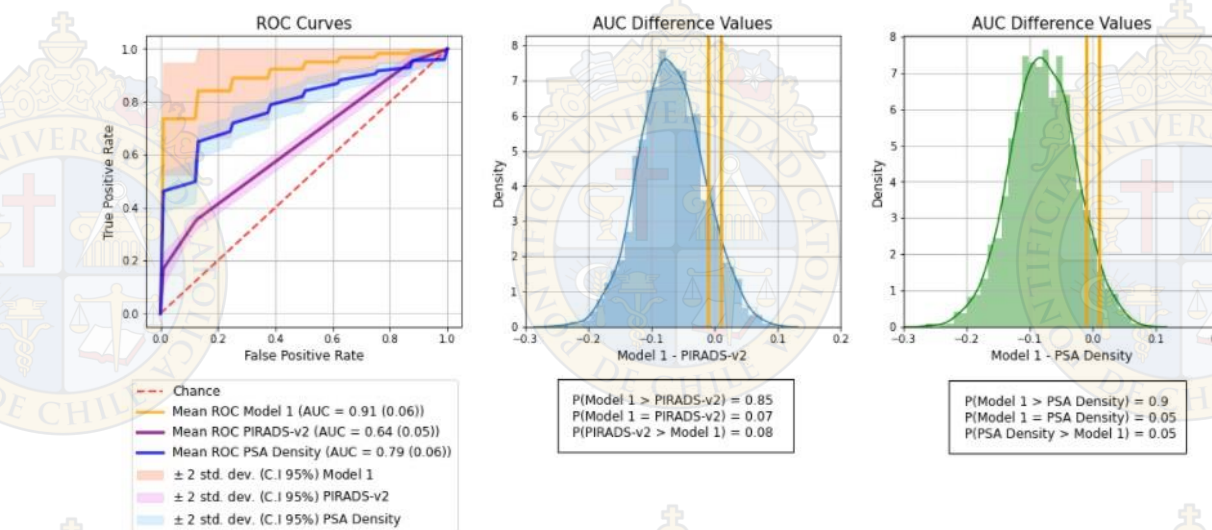 ROC Curves
True Positive Rate
1.0
0.8
0.6
0.4
0.2
0.0
0.0 0.2 0.4 0.6 0.8 1.0
False Positive Rate
Chance
Mean ROC Model 1 (AUC = 0.91 (0.06))
Mean ROC PIRADS-v2 (AUC = 0.64 (0.05))
Mean ROC PSA Density (AUC = 0.79 (0.06))
± 2 std. dev. (C.I 95%) Model 1
± 2 std. dev. (C.I 95%) PIRADS-v2
± 2 std. dev. (C.I 95%) PSA Density
AUC Difference Values
Density
8
7
6
5
4
3
2
1
0
−0.3 −0.2 −0.1 −0.0 0.1 0.2
Model 1 - PIRADS-v2
P(Model 1 > PIRADS-v2) = 0.85
P(Model 1 = PIRADS-v2) = 0.07
P(PIRADS-v2 > Model 1) = 0.08
AUC Difference Values
Density
8
7
6
5
4
3
2
1
0
−0.3 −0.2 −0.1 −0.0 0.1
Model 1 - PSA Density
P(Model 1 > PSA Density) = 0.9
P(Model 1 = PSA Density) = 0.05
P(PSA Density > Model 1) = 0.05
PONTIFICIA UNIVERSIDAD CATOLICA DE CHILE